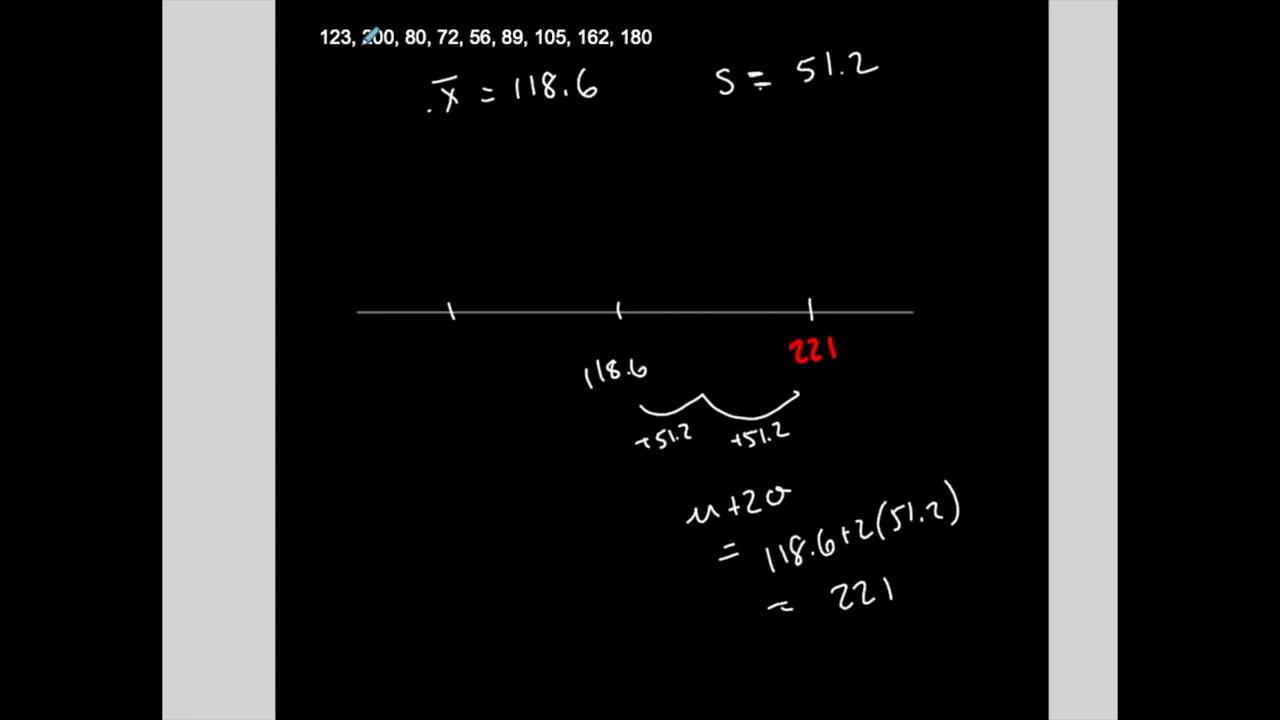 123, 200, 80, 72, 56, 89, 105, 162, 180
x̄ = 118.6 S = 51.2
118.6 221
+51.2 +51.2
μ+2σ
= 118.6+2(51.2)
= 221